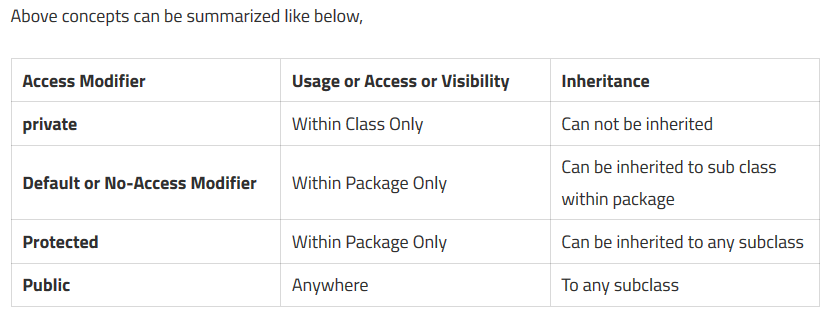 Above concepts can be summarized like below,
Access Modifier Usage or Access or Visibility Inheritance
private Within Class Only Can not be inherited
Default or No-Access Modifier Within Package Only Can be inherited to sub class
within package
Protected Within Package Only Can be inherited to any subclass
Public Anywhere To any subclass